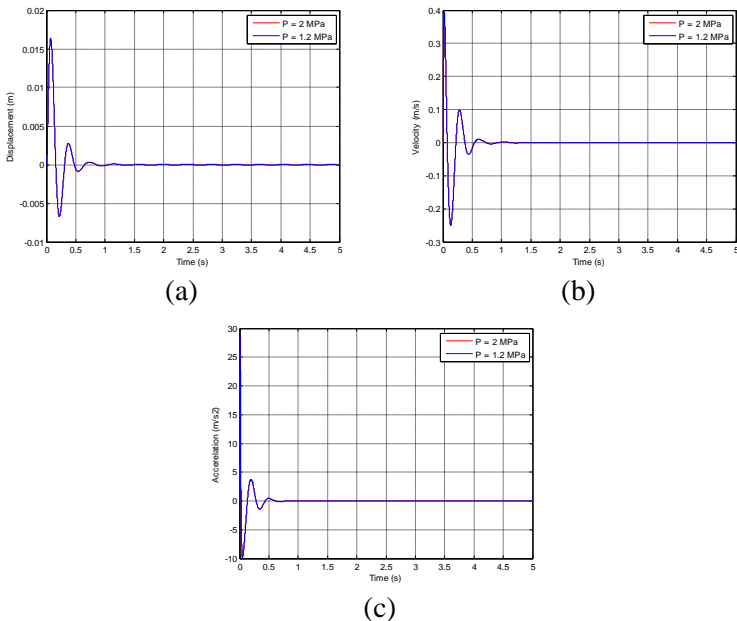 0.02
0.015
0.01
0.005
0
-0.005
-0.01
Displacement (m)
0 0.5 1 1.5 2 2.5 3 3.5 4 4.5 5
Time (s)
P = 2 MPa
P = 1.2 MPa
(a)
0.4
0.3
0.2
0.1
0
-0.1
-0.2
-0.3
Velocity (m/s)
0 0.5 1 1.5 2 2.5 3 3.5 4 4.5 5
Time (s)
P = 2 MPa
P = 1.2 MPa
(b)
30
25
20
15
10
5
0
-5
-10
Accerelation (m/s2)
0 0.5 1 1.5 2 2.5 3 3.5 4 4.5 5
Time (s)
P = 2 MPa
P = 1.2 MPa
(c)